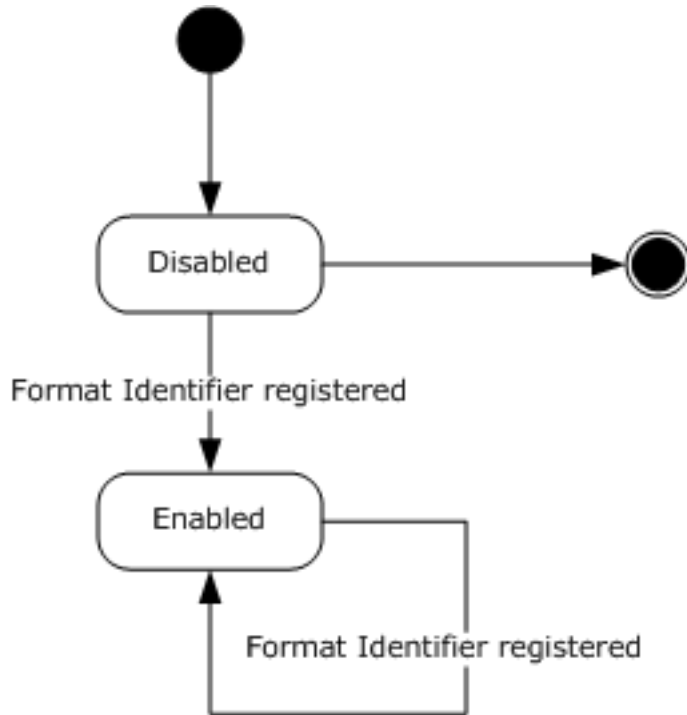 Disabled
Format Identifier registered
Enabled
Format Identifier registered